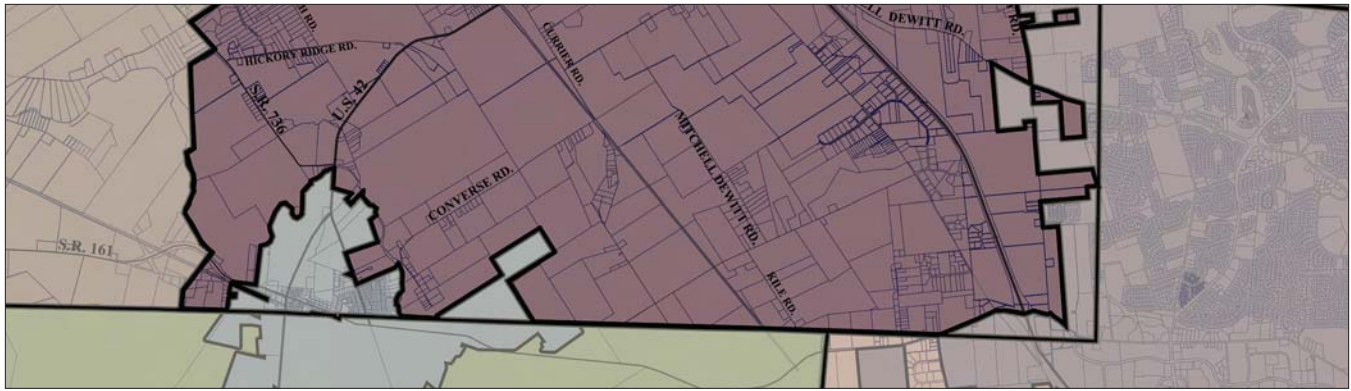 HICKORY RIDGE RD.
S.R. 736
U.S. 42
CURRIER RD.
DEWITT RD.
MITCHELL DEWITT RD.
CONVERSE RD.
S.R. 161
KILE RD.